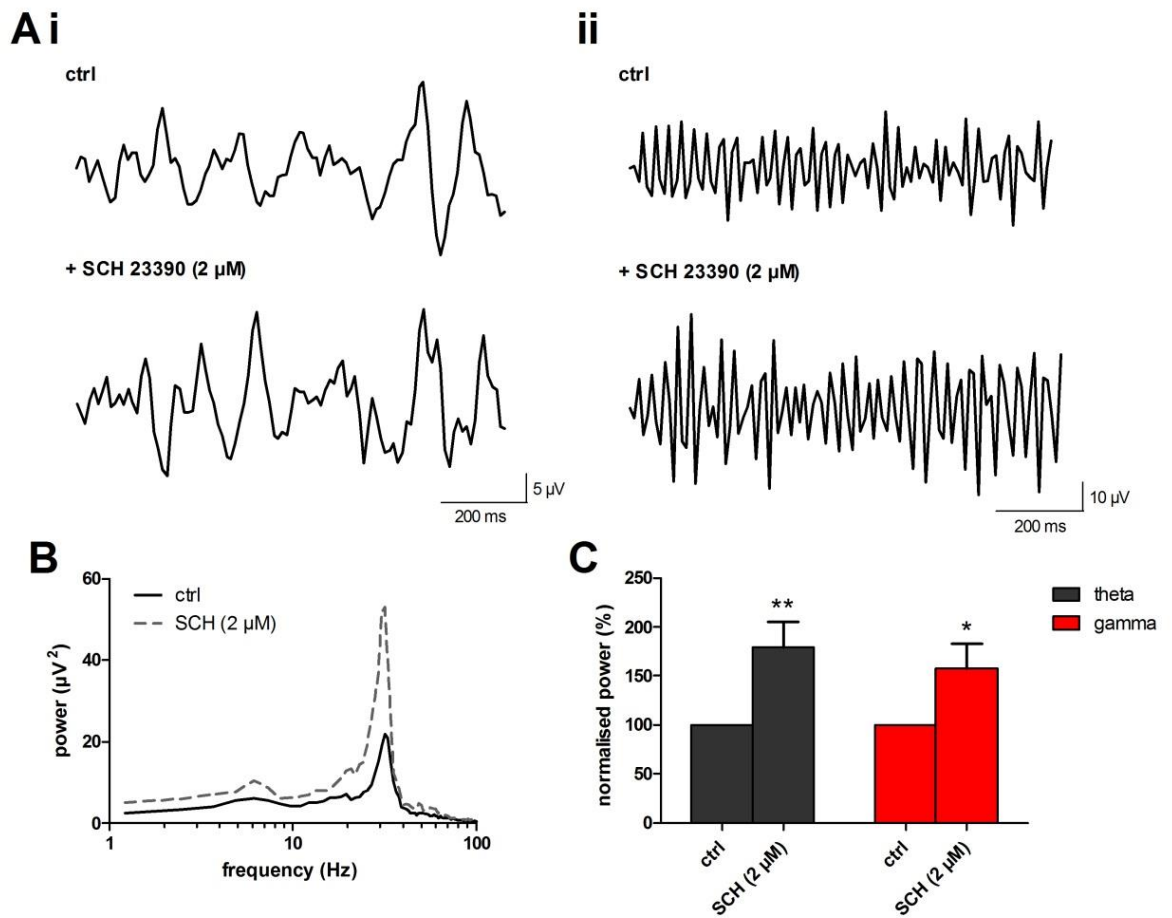 A i
ii
ctrl
ctrl
+ SCH 23390 (2 µM)
+ SCH 23390 (2 µM)
5 µV
200 ms
10 µV
200 ms
B
60
40
20
0
power (µV²)
1
10
100
frequency (Hz)
ctrl
SCH (2 µM)
C
250
200
150
100
50
0
normalised power (%)
**
*
theta
gamma
ctrl
SCH (2 µM)
ctrl
SCH (2 µM)